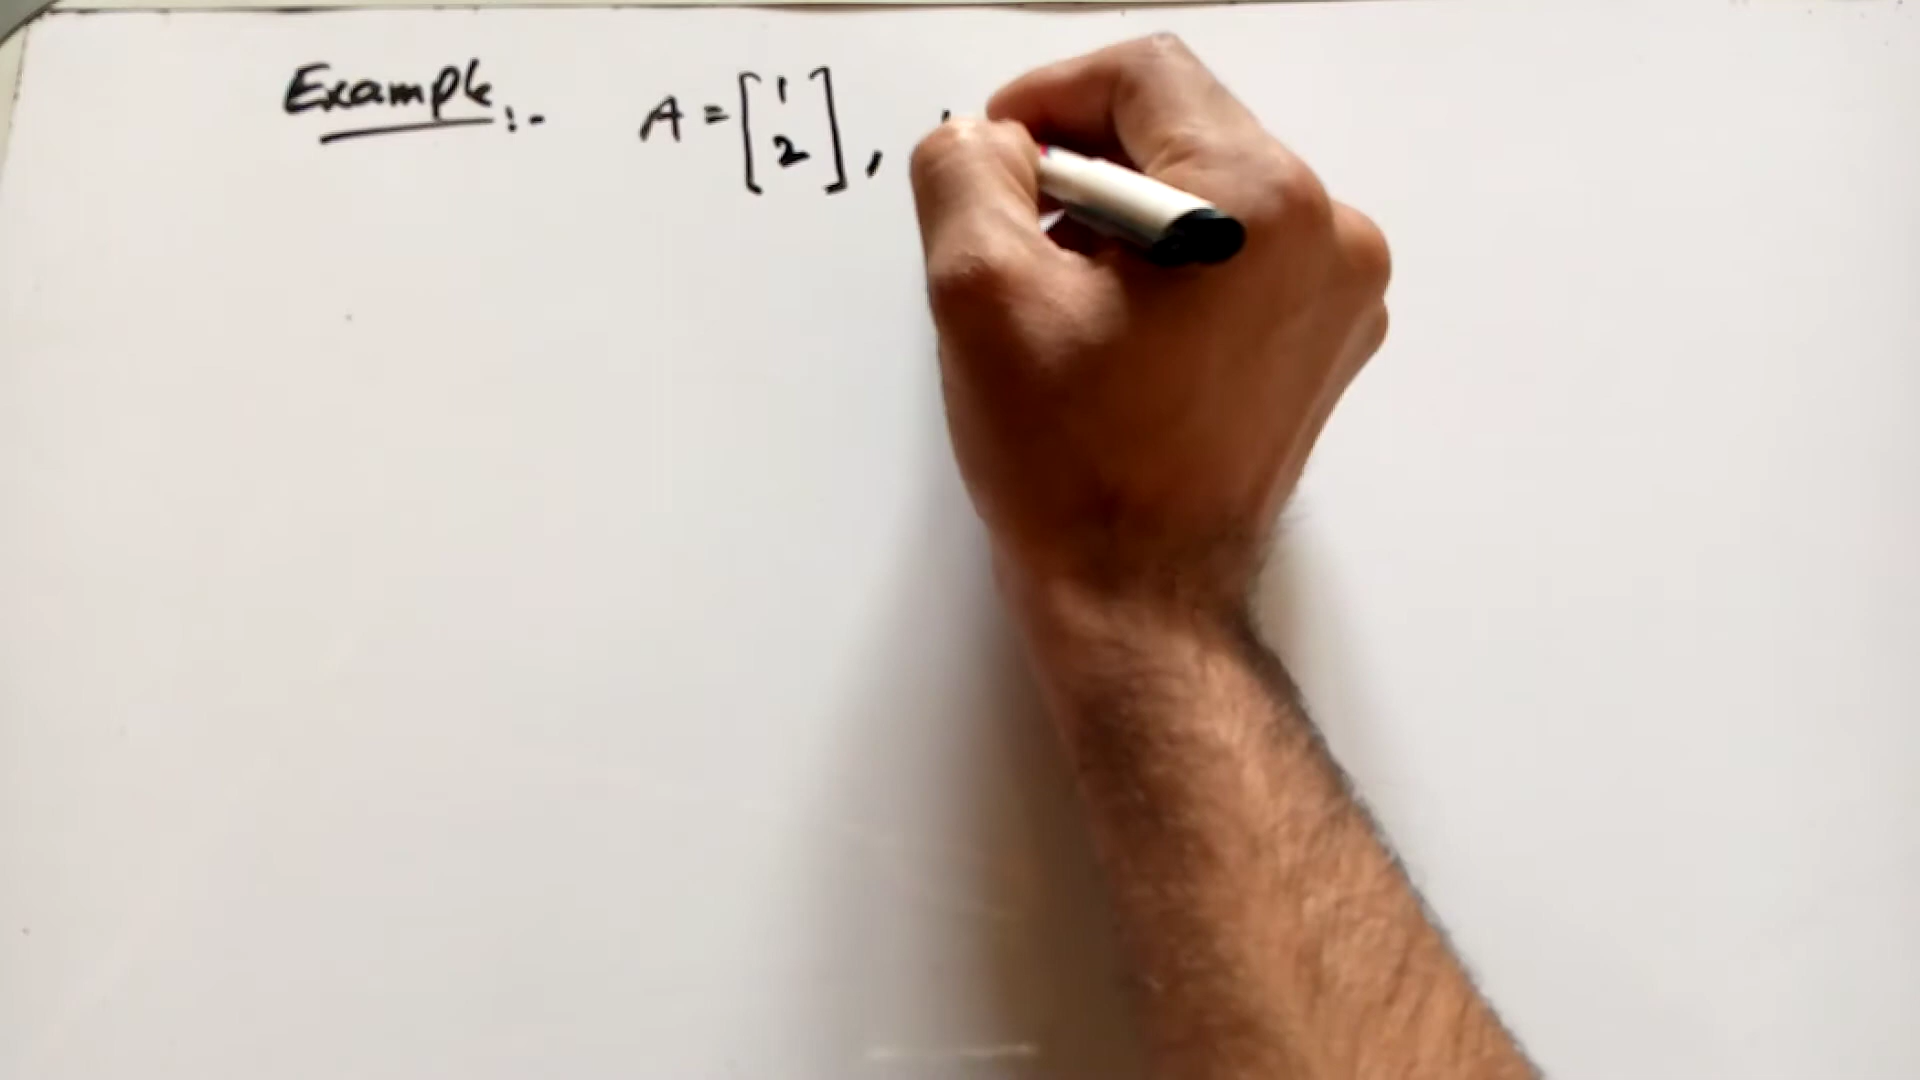 Example:- A = [1 2],